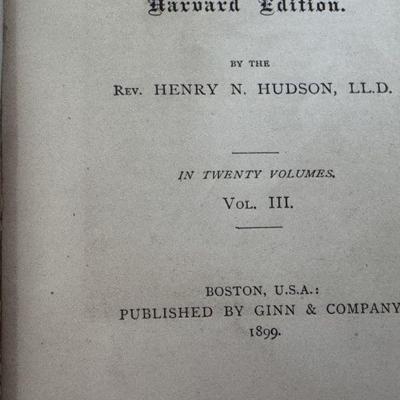 Harvard Edition.
BY THE
REV. HENRY N. HUDSON, LL.D.
IN TWENTY VOLUMES.
VOL. III.
BOSTON, U.S.A.:
PUBLISHED BY GINN & COMPANY
1899.